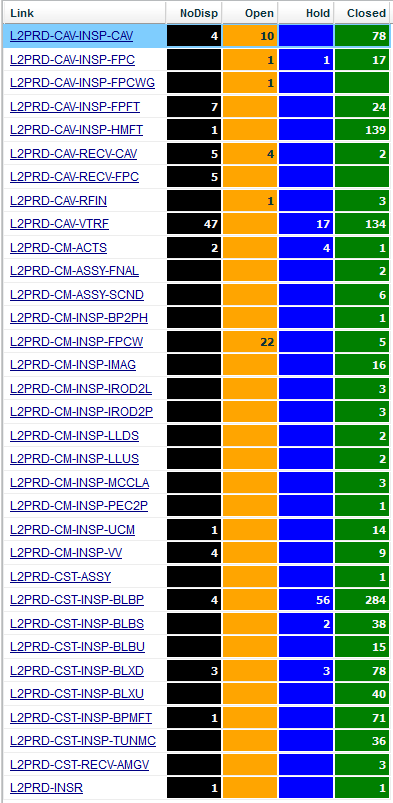 Link NoDisp Open Hold Closed
L2PRD-CAV-INSP-CAV 4 10 78
L2PRD-CAV-INSP-FPC 1 1 17
L2PRD-CAV-INSP-FPCWG 1
L2PRD-CAV-INSP-FPFT 7 24
L2PRD-CAV-INSP-HMFT 1 139
L2PRD-CAV-RECV-CAV 5 4 2
L2PRD-CAV-RECV-FPC 5
L2PRD-CAV-RFIN 1 3
L2PRD-CAV-VTRF 47 17 134
L2PRD-CM-ACTS 2 4 1
L2PRD-CM-ASSY-FNAL 2
L2PRD-CM-ASSY-SCND 6
L2PRD-CM-INSP-BP2PH 1
L2PRD-CM-INSP-FPCW 22 5
L2PRD-CM-INSP-IMAG 16
L2PRD-CM-INSP-IROD2L 3
L2PRD-CM-INSP-IROD2P 3
L2PRD-CM-INSP-LLDS 2
L2PRD-CM-INSP-LLUS 2
L2PRD-CM-INSP-MCCLA 3
L2PRD-CM-INSP-PEC2P 1
L2PRD-CM-INSP-UCM 1 14
L2PRD-CM-INSP-VV 4 9
L2PRD-CST-ASSY 1
L2PRD-CST-INSP-BLBP 4 56 284
L2PRD-CST-INSP-BLBS 2 38
L2PRD-CST-INSP-BLBU 15
L2PRD-CST-INSP-BLXD 3 3 78
L2PRD-CST-INSP-BLXU 40
L2PRD-CST-INSP-BPMFT 1 71
L2PRD-CST-INSP-TUNMC 36
L2PRD-CST-RECV-AMGV 3
L2PRD-INSR 1 1